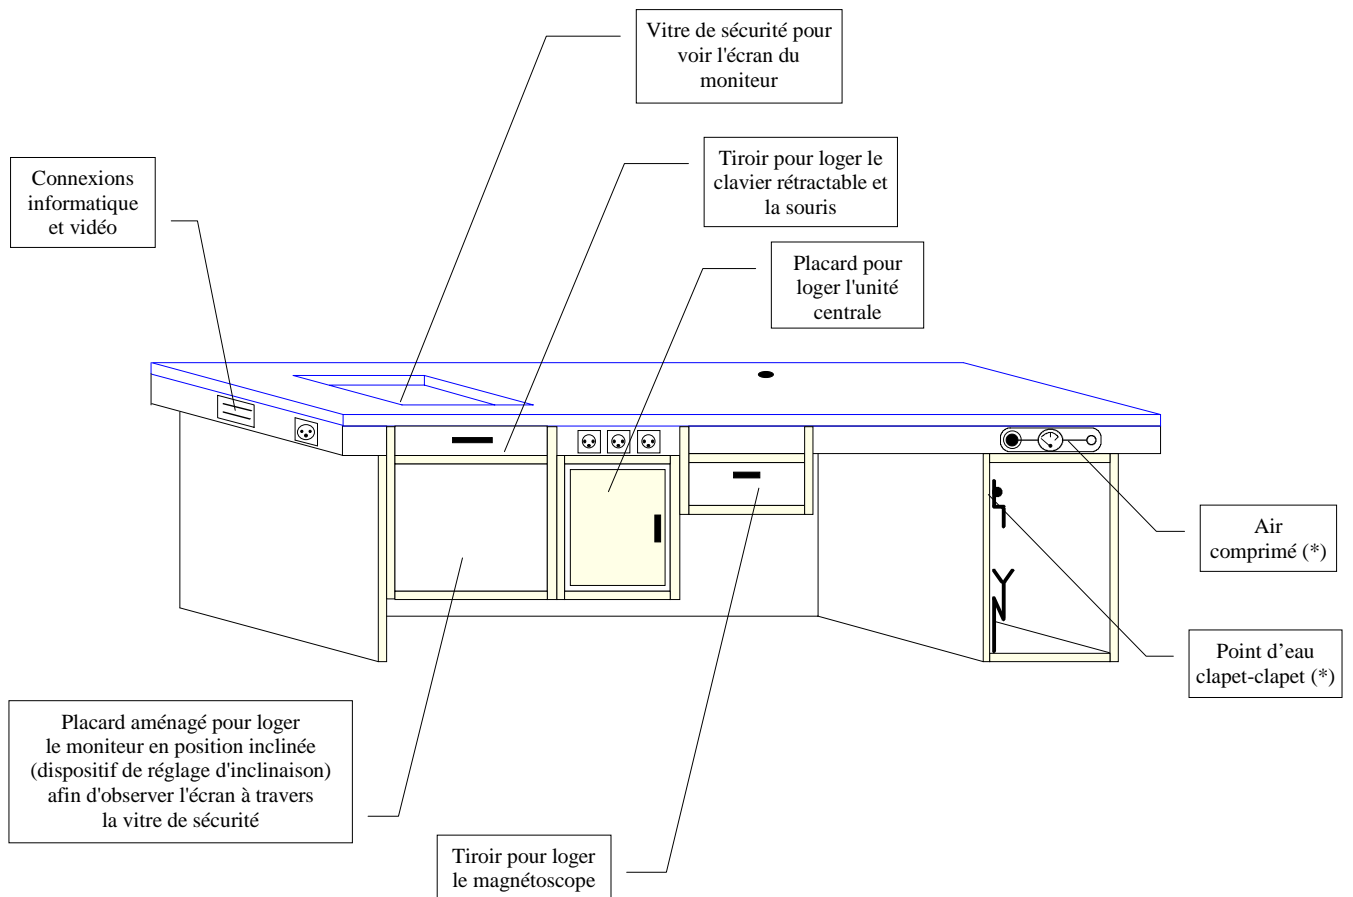 Vitre de sécurité pour
voir l'écran du
moniteur
Tiroir pour loger le
clavier rétractable et
la souris
Connexions
informatique
et vidéo
Placard pour
loger l'unité
centrale
Air
comprimé (*)
Point d’eau
clapet-clapet (*)
Placard aménagé pour loger
le moniteur en position inclinée
(dispositif de réglage d'inclinaison)
afin d'observer l'écran à travers
la vitre de sécurité
Tiroir pour loger
le magnétoscope